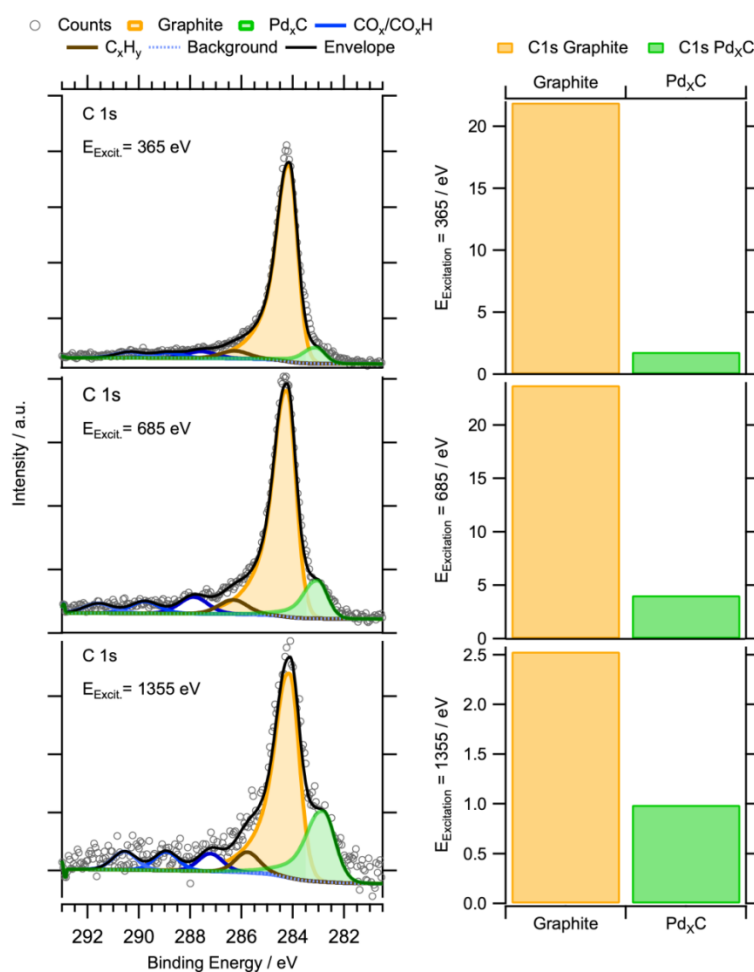 Counts Graphite PdxC COx/COxH
CxHy Background Envelope
C1s Graphite C1s PdXC
C 1s
EExcit.= 365 eV
C 1s
EExcit.= 685 eV
C 1s
EExcit.= 1355 eV
Intensity / a.u.
292 290 288 286 284 282
Binding Energy / eV
Graphite PdXC
20
15
10
5
0
EExcitation = 365 / eV
20
15
10
5
0
EExcitation = 685 / eV
2.5
2.0
1.5
1.0
0.5
0.0
EExcitation = 1355 / eV
Graphite PdXC